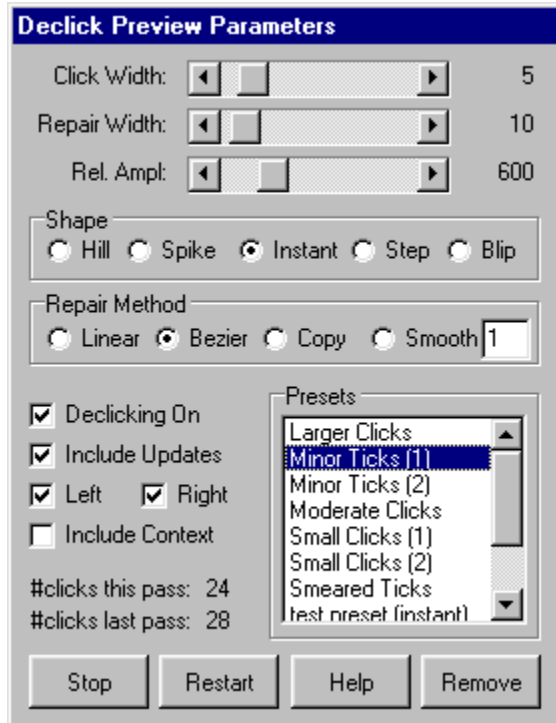 Declick Preview Parameters
Click Width: 5
Repair Width: 10
Rel. Ampl: 600
Shape
Hill Spike Instant Step Blip
Repair Method
Linear Bezier Copy Smooth 1
Declicking On
Include Updates
Left Right
Include Context
#clicks this pass: 24
#clicks last pass: 28
Presets
Larger Clicks
Minor Ticks (1)
Minor Ticks (2)
Moderate Clicks
Small Clicks (1)
Small Clicks (2)
Smeared Ticks
test preset (instant)
Stop Restart Help Remove